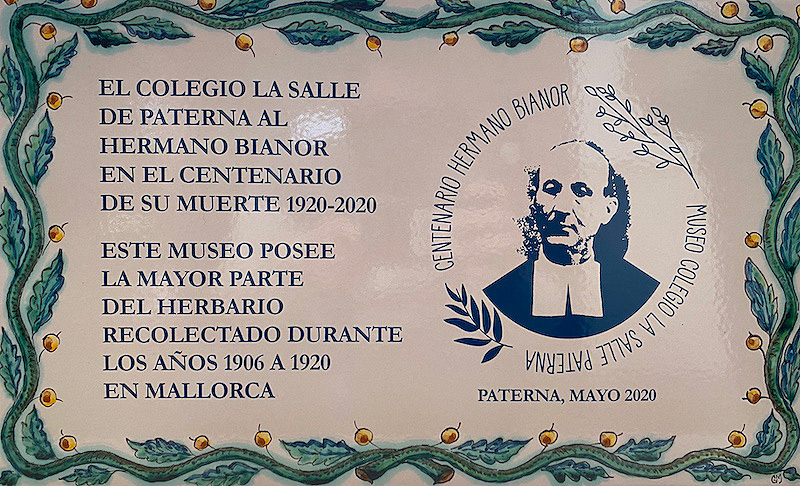 EL COLEGIO LA SALLE
DE PATERNA AL
HERMANO BIANOR
EN EL CENTENARIO
DE SU MUERTE 1920-2020
ESTE MUSEO POSEE
LA MAYOR PARTE
DEL HERBARIO
RECOLECTADO DURANTE
LOS AÑOS 1906 A 1920
EN MALLORCA
CENTENARIO HERMANO BIANOR
MUSEO COLEGIO LA SALLE PATERNA
PATERNA, MAYO 2020